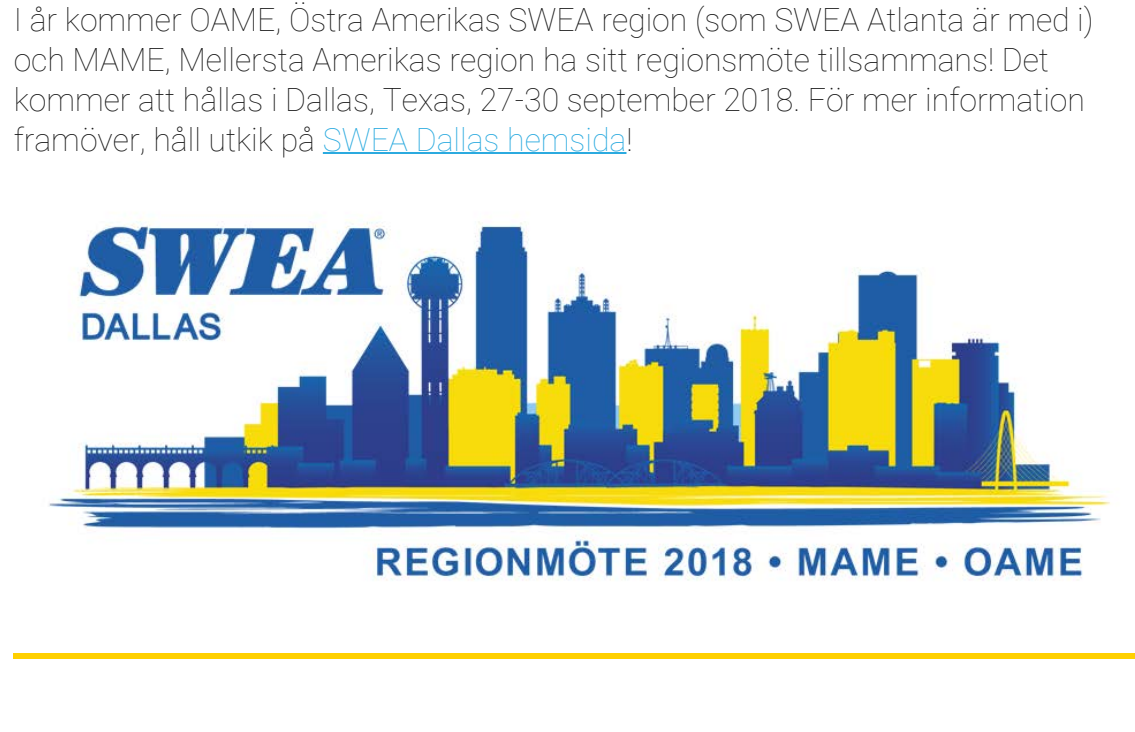 I år kommer OAME, Östra Amerikas SWEA region (som SWEA Atlanta är med i)
och MAME, Mellersta Amerikas region ha sitt regionsmöte tillsammans! Det
kommer att hållas i Dallas, Texas, 27-30 september 2018. För mer information
framöver, håll utkik på SWEA Dallas hemsida!
SWEA®
DALLAS
REGIONMÖTE 2018 • MAME • OAME